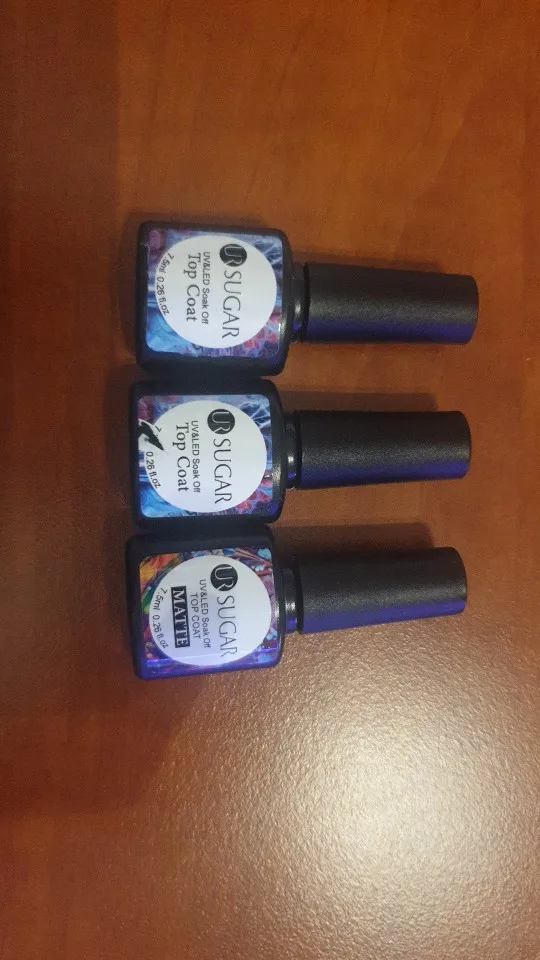 UR SUGAR
UV&LED Soak Off
Top Coat
7.5ml 0.26 fl.oz
UR SUGAR
UV&LED Soak Off
Top Coat
0.26 fl.oz
UR SUGAR
UV&LED Soak Off
TOP COAT
MATTE
7.5ml 0.26 fl.oz